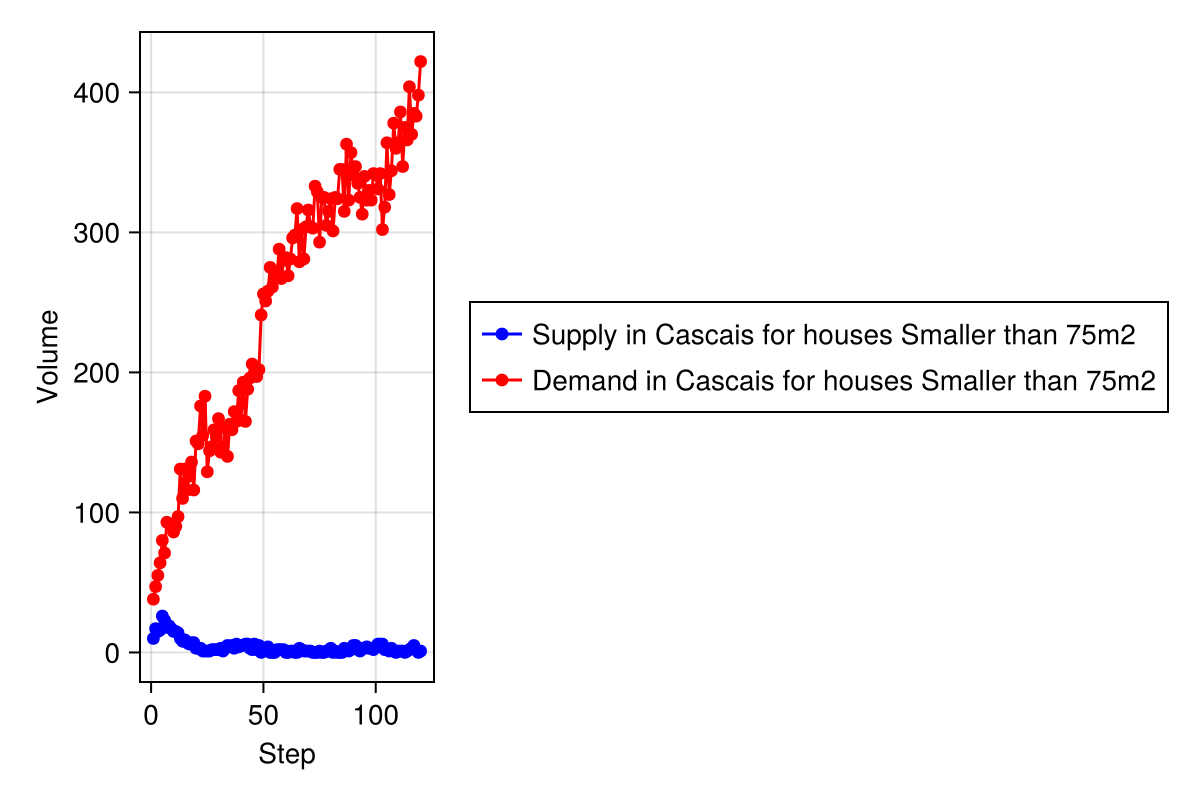 Volume
400
300
200
100
0
0 50 100
Step
Supply in Cascais for houses Smaller than 75m2
Demand in Cascais for houses Smaller than 75m2